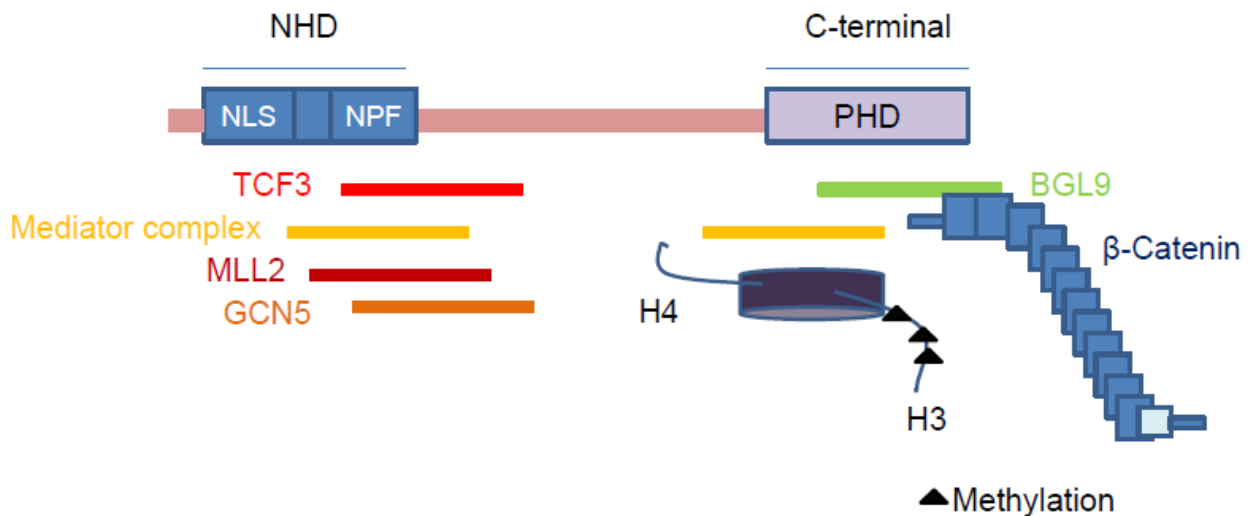 NHD
C-terminal
NLS
NPF
PHD
TCF3
BGL9
Mediator complex
β-Catenin
MLL2
GCN5
H4
H3
Methylation